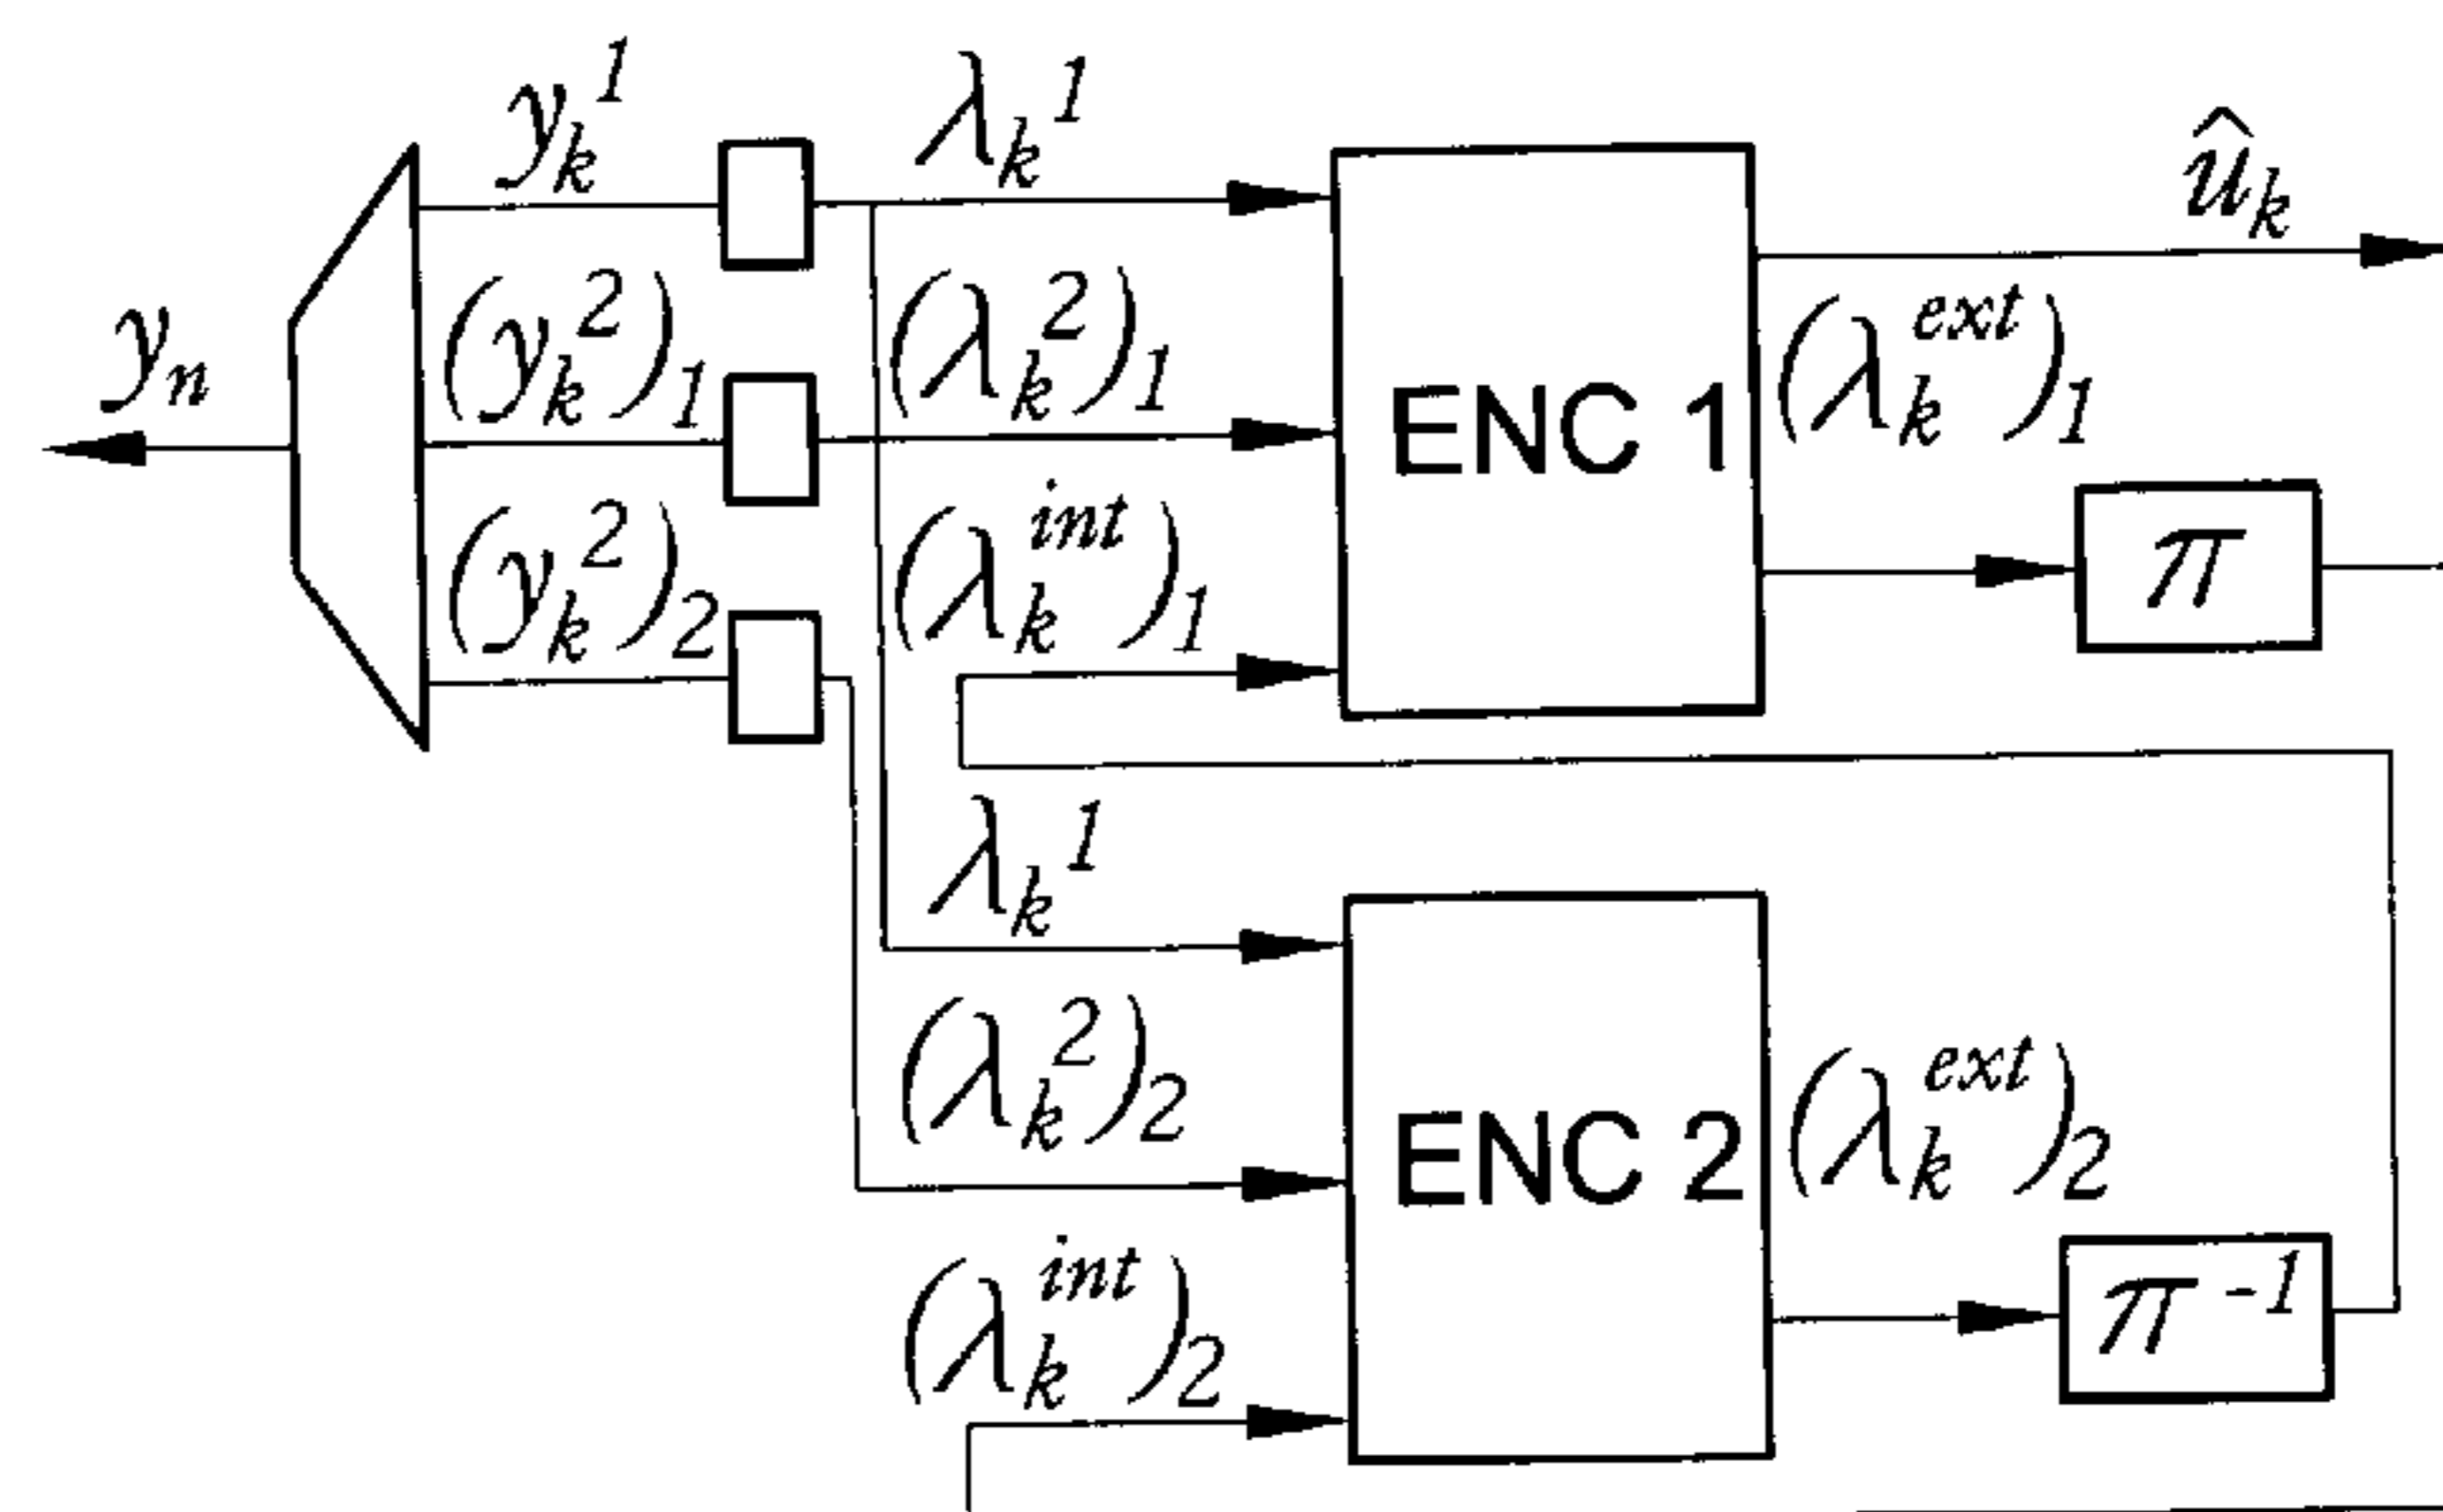 y_k^1
λ_k^1
û_k
y_n
(y_k^2)_1
(λ_k^2)_1
ENC 1
(λ_k^ext)_1
(y_k^2)_2
(λ_k^int)_1
π
λ_k^1
(λ_k^2)_2
ENC 2
(λ_k^ext)_2
(λ_k^int)_2
π^-1